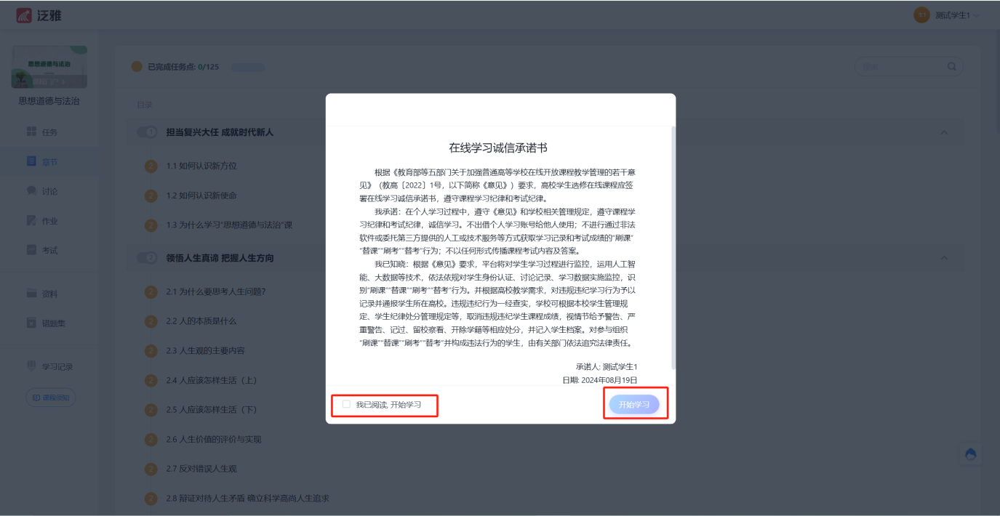 泛雅
测试学生1
思想道德与法治
思想道德与法治
任务
章节
讨论
作业
考试
资料
错题集
学习记录
课程须知
已完成任务点: 0/125
目录
1 担当复兴大任 成就时代新人
2 1.1 如何认识新方位
2 1.2 如何认识新使命
2 1.3 为什么学习“思想道德与法治”课
2 领悟人生真谛 把握人生方向
2 2.1 为什么要思考人生问题?
2 2.2 人的本质是什么
2 2.3 人生观的主要内容
2 2.4 人应该怎样生活（上）
2 2.5 人应该怎样生活（下）
2 2.6 人生价值的评价与实现
2 2.7 反对错误人生观
2 2.8 辩证对待人生矛盾 确立科学高尚人生追求
在线学习诚信承诺书
根据《教育部等五部门关于加强普通高等学校在线开放课程教学管理的若干意
见》（教高〔2022〕1号，以下简称《意见》）要求，高校学生选修在线课程应签
署在线学习诚信承诺书，遵守课程学习纪律和考试纪律。
我承诺：在个人学习过程中，遵守《意见》和学校相关管理规定，遵守课程学
习纪律和考试纪律，诚信学习。不出借个人学习账号给他人使用；不进行通过非法
软件或委托第三方提供的人工或技术服务等方式获取学习记录和考试成绩的“刷课”
“替课”“刷考”“替考”行为；不以任何形式传播课程考试内容及答案。
我已知晓：根据《意见》要求，平台将对学生学习过程进行监控，运用人工智
能、大数据等技术，依法依规对学生身份认证、讨论记录、学习数据实施监控，识
别“刷课”“替课”“刷考”“替考”行为。并根据高校教学需求，对违规违纪学习行为予以
记录并通报学生所在高校。违规违纪行为一经查实，学校可根据本校学生管理规
定、学生纪律处分管理规定等，取消违规违纪学生课程成绩，视情节给予警告、严
重警告、记过、留校察看、开除学籍等相应处分，并记入学生档案。对参与组织
“刷课”“替课”“刷考”“替考”并构成违法行为的学生，由有关部门依法追究法律责任。
承诺人: 测试学生1
日期: 2024年08月19日
我已阅读, 开始学习
开始学习